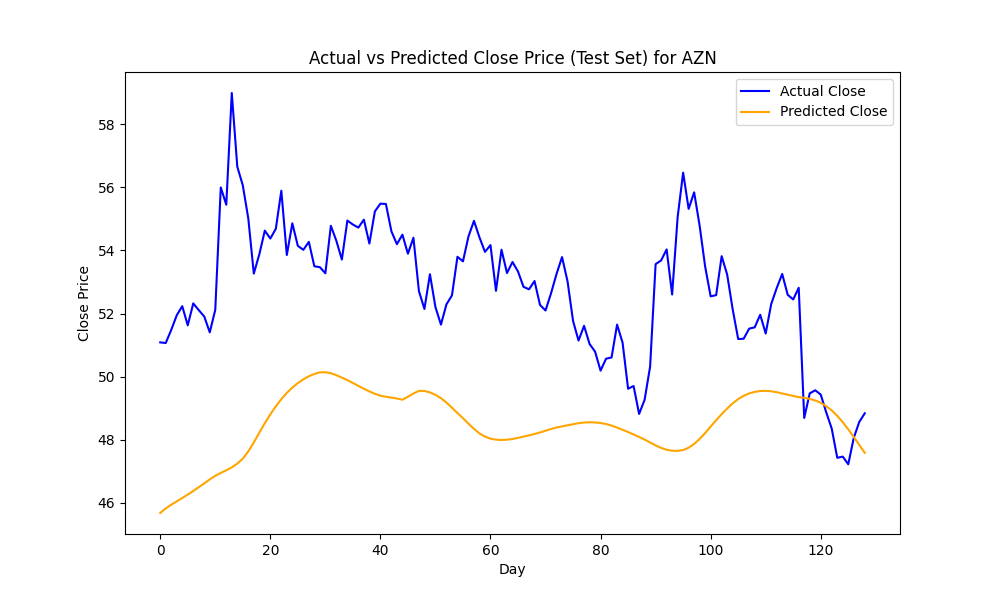 Actual vs Predicted Close Price (Test Set) for AZN
Actual Close
Predicted Close
Close Price
58
56
54
52
50
48
46
0 20 40 60 80 100 120
Day